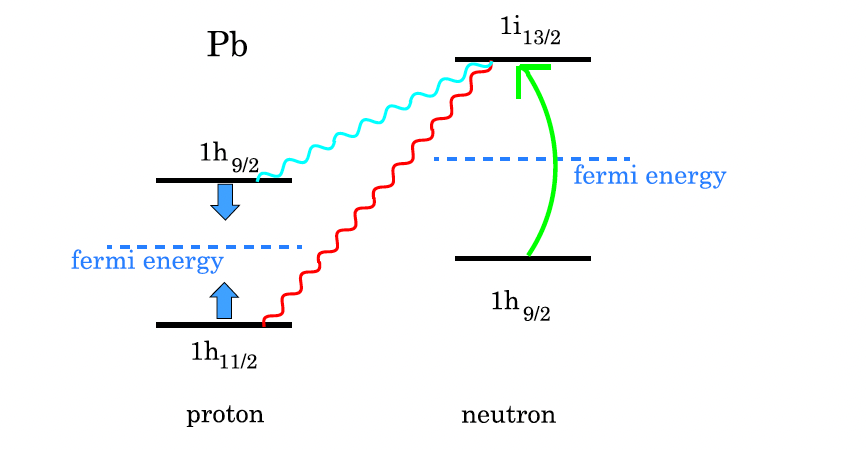 Pb
1i13/2
1h9/2
fermi energy
fermi energy
1h9/2
1h11/2
proton
neutron